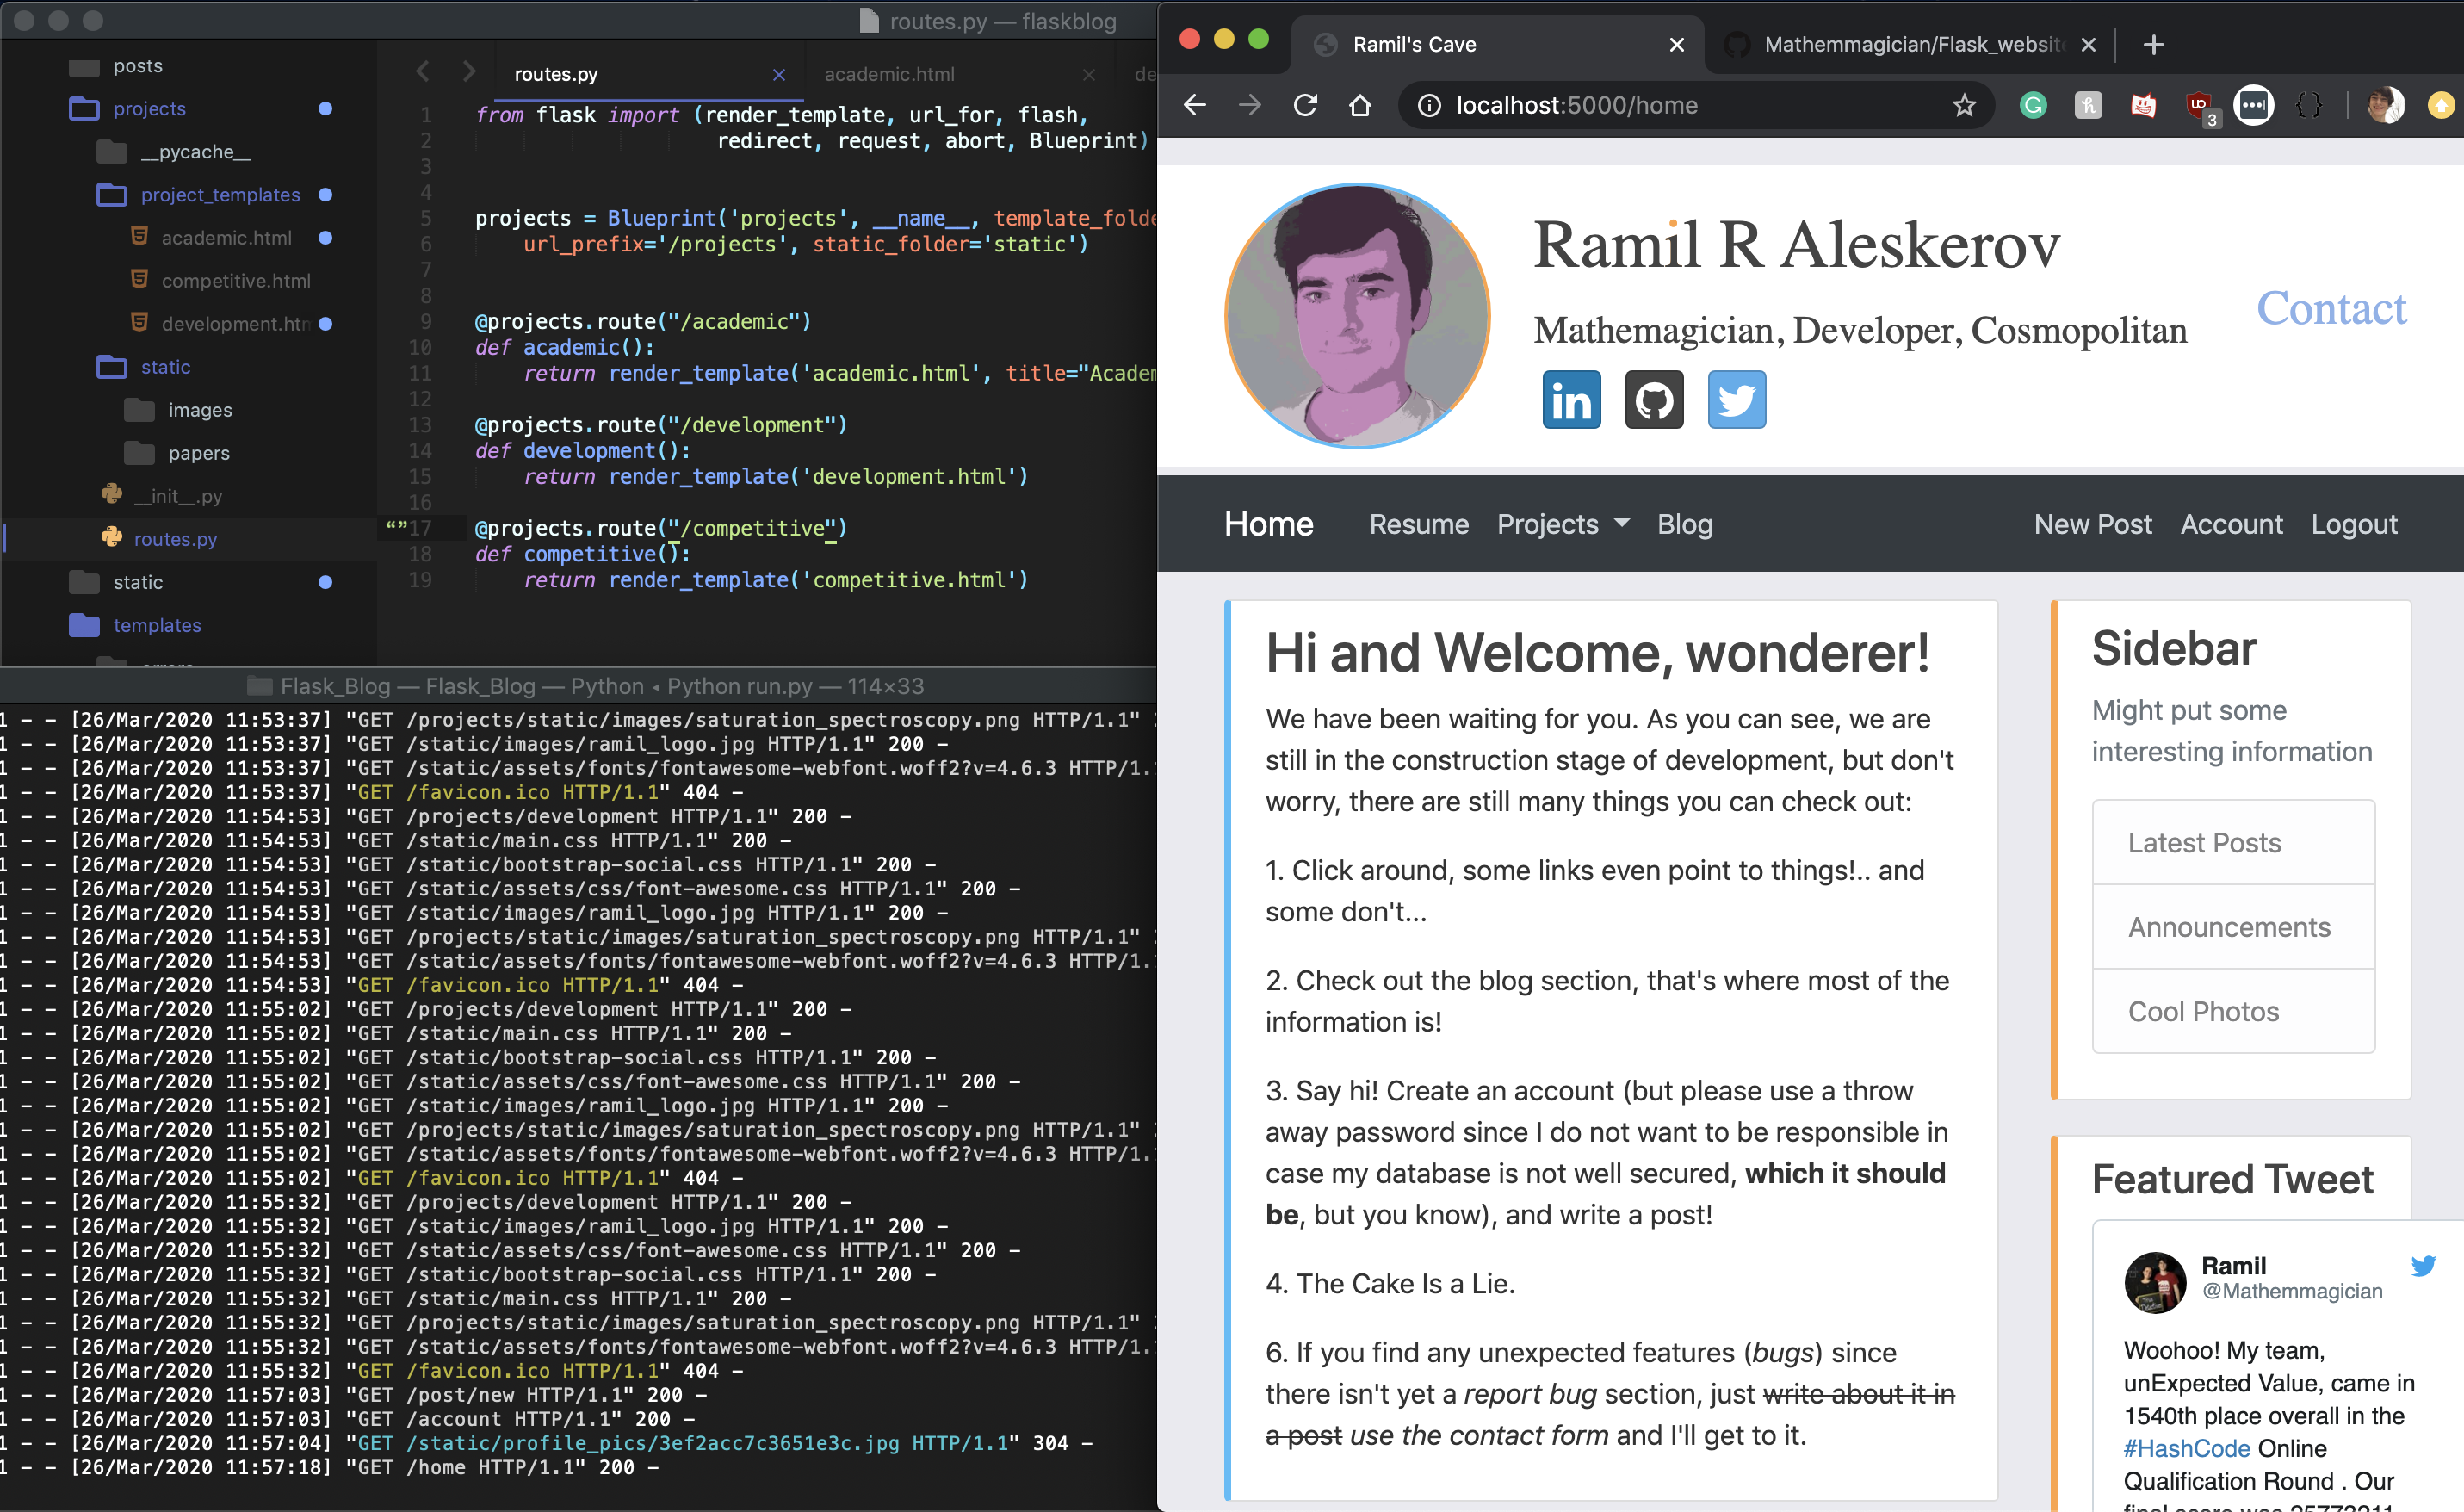 routes.py — flaskblog
posts
projects
__pycache__
project_templates
academic.html
competitive.html
development.htm
static
images
papers
__init__.py
routes.py
static
templates
routes.py
academic.html
de
1 from flask import (render_template, url_for, flash,
2 redirect, request, abort, Blueprint)
3
4
5 projects = Blueprint('projects', __name__, template_folde
6 url_prefix='/projects', static_folder='static')
7
8
9 @projects.route("/academic")
10 def academic():
11 return render_template('academic.html', title="Academ
12
13 @projects.route("/development")
14 def development():
15 return render_template('development.html')
16
“”17 @projects.route("/competitive")
18 def competitive():
19 return render_template('competitive.html')
Flask_Blog — Flask_Blog — Python ◂ Python run.py — 114×33
1 - - [26/Mar/2020 11:53:37] "GET /projects/static/images/saturation_spectroscopy.png HTTP/1.1"
1 - - [26/Mar/2020 11:53:37] "GET /static/images/ramil_logo.jpg HTTP/1.1" 200 -
1 - - [26/Mar/2020 11:53:37] "GET /static/assets/fonts/fontawesome-webfont.woff2?v=4.6.3 HTTP/1.
1 - - [26/Mar/2020 11:53:37] "GET /favicon.ico HTTP/1.1" 404 -
1 - - [26/Mar/2020 11:54:53] "GET /projects/development HTTP/1.1" 200 -
1 - - [26/Mar/2020 11:54:53] "GET /static/main.css HTTP/1.1" 200 -
1 - - [26/Mar/2020 11:54:53] "GET /static/bootstrap-social.css HTTP/1.1" 200 -
1 - - [26/Mar/2020 11:54:53] "GET /static/assets/css/font-awesome.css HTTP/1.1" 200 -
1 - - [26/Mar/2020 11:54:53] "GET /static/images/ramil_logo.jpg HTTP/1.1" 200 -
1 - - [26/Mar/2020 11:54:53] "GET /projects/static/images/saturation_spectroscopy.png HTTP/1.1"
1 - - [26/Mar/2020 11:54:53] "GET /static/assets/fonts/fontawesome-webfont.woff2?v=4.6.3 HTTP/1.
1 - - [26/Mar/2020 11:54:53] "GET /favicon.ico HTTP/1.1" 404 -
1 - - [26/Mar/2020 11:55:02] "GET /projects/development HTTP/1.1" 200 -
1 - - [26/Mar/2020 11:55:02] "GET /static/main.css HTTP/1.1" 200 -
1 - - [26/Mar/2020 11:55:02] "GET /static/bootstrap-social.css HTTP/1.1" 200 -
1 - - [26/Mar/2020 11:55:02] "GET /static/assets/css/font-awesome.css HTTP/1.1" 200 -
1 - - [26/Mar/2020 11:55:02] "GET /static/images/ramil_logo.jpg HTTP/1.1" 200 -
1 - - [26/Mar/2020 11:55:02] "GET /projects/static/images/saturation_spectroscopy.png HTTP/1.1"
1 - - [26/Mar/2020 11:55:02] "GET /static/assets/fonts/fontawesome-webfont.woff2?v=4.6.3 HTTP/1.
1 - - [26/Mar/2020 11:55:02] "GET /favicon.ico HTTP/1.1" 404 -
1 - - [26/Mar/2020 11:55:32] "GET /projects/development HTTP/1.1" 200 -
1 - - [26/Mar/2020 11:55:32] "GET /static/images/ramil_logo.jpg HTTP/1.1" 200 -
1 - - [26/Mar/2020 11:55:32] "GET /static/assets/css/font-awesome.css HTTP/1.1" 200 -
1 - - [26/Mar/2020 11:55:32] "GET /static/bootstrap-social.css HTTP/1.1" 200 -
1 - - [26/Mar/2020 11:55:32] "GET /static/main.css HTTP/1.1" 200 -
1 - - [26/Mar/2020 11:55:32] "GET /projects/static/images/saturation_spectroscopy.png HTTP/1.1"
1 - - [26/Mar/2020 11:55:32] "GET /static/assets/fonts/fontawesome-webfont.woff2?v=4.6.3 HTTP/1.
1 - - [26/Mar/2020 11:55:32] "GET /favicon.ico HTTP/1.1" 404 -
1 - - [26/Mar/2020 11:57:03] "GET /post/new HTTP/1.1" 200 -
1 - - [26/Mar/2020 11:57:03] "GET /account HTTP/1.1" 200 -
1 - - [26/Mar/2020 11:57:04] "GET /static/profile_pics/3ef2acc7c3651e3c.jpg HTTP/1.1" 304 -
1 - - [26/Mar/2020 11:57:18] "GET /home HTTP/1.1" 200 -
Ramil's Cave
Mathemmagician/Flask_website
localhost:5000/home
3
Ramil R Aleskerov
Mathemagician, Developer, Cosmopolitan
in
Contact
Home Resume Projects Blog New Post Account Logout
Hi and Welcome, wonderer!
We have been waiting for you. As you can see, we are
still in the construction stage of development, but don't
worry, there are still many things you can check out:
1. Click around, some links even point to things!.. and
some don't...
2. Check out the blog section, that's where most of the
information is!
3. Say hi! Create an account (but please use a throw
away password since I do not want to be responsible in
case my database is not well secured, which it should
be, but you know), and write a post!
4. The Cake Is a Lie.
6. If you find any unexpected features (bugs) since
there isn't yet a report bug section, just write about it in
a post use the contact form and I'll get to it.
Sidebar
Might put some
interesting information
Latest Posts
Announcements
Cool Photos
Featured Tweet
Ramil
@Mathemmagician
Woohoo! My team,
unExpected Value, came in
1540th place overall in the
#HashCode Online
Qualification Round . Our